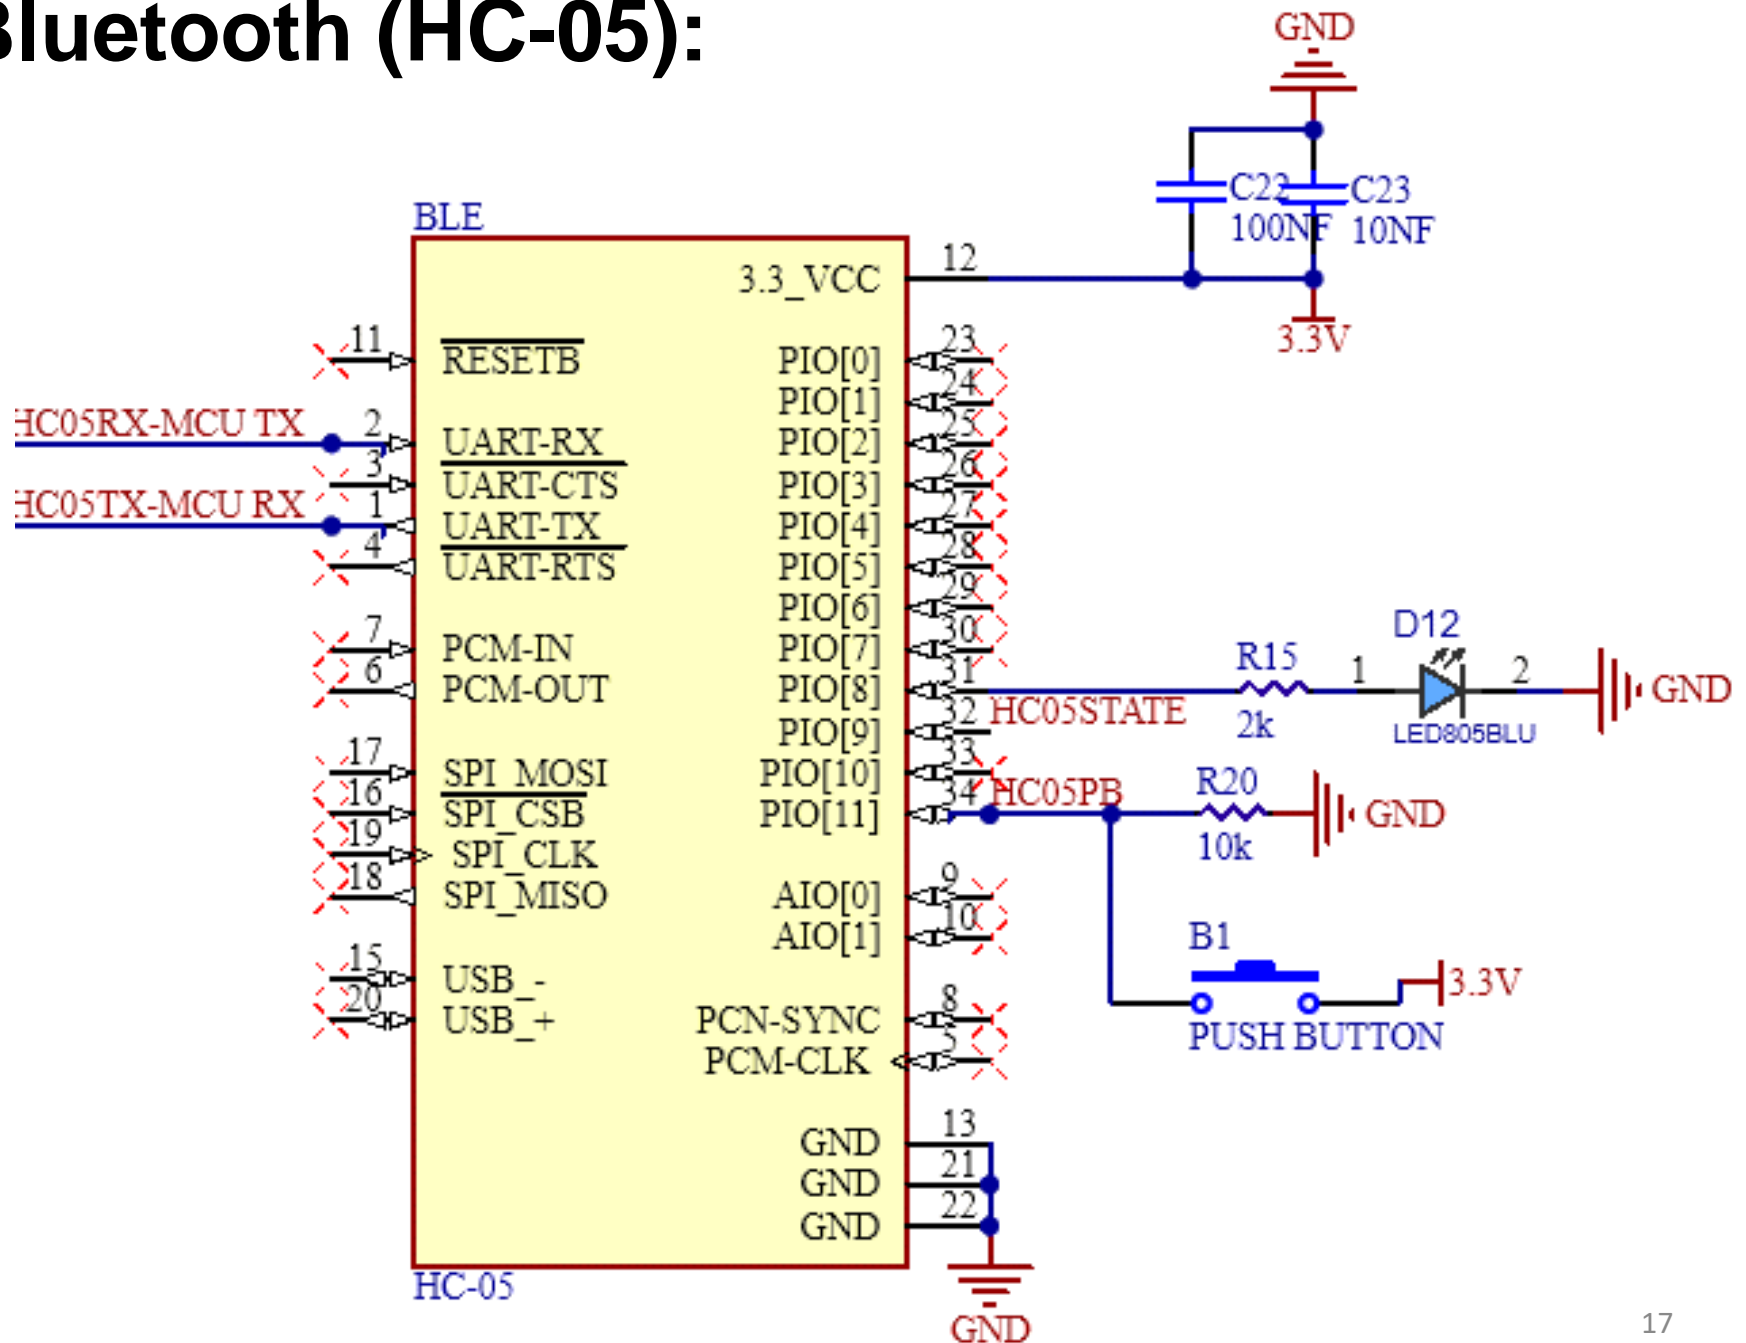 Bluetooth (HC-05):
GND
C22
100NF
C23
10NF
3.3V
BLE
3.3_VCC 12
11 RESETB
HC05RX-MCU TX 2 UART-RX
3 UART-CTS
HC05TX-MCU RX 1 UART-TX
4 UART-RTS
7 PCM-IN
6 PCM-OUT
17 SPI_MOSI
16 SPI_CSB
19 SPI_CLK
18 SPI_MISO
15 USB_-
20 USB_+
PIO[0] 23
PIO[1] 24
PIO[2] 25
PIO[3] 26
PIO[4] 27
PIO[5] 28
PIO[6] 29
PIO[7] 30
PIO[8] 31
HC05STATE
PIO[9] 32
PIO[10] 33
PIO[11] 34
HC05PB
AIO[0] 9
AIO[1] 10
PCN-SYNC 8
PCM-CLK 5
GND 13
GND 21
GND 22
GND
R15
2k
1
D12
2
LED805BLU
GND
R20
10k
GND
B1
3.3V
PUSH BUTTON
HC-05
17